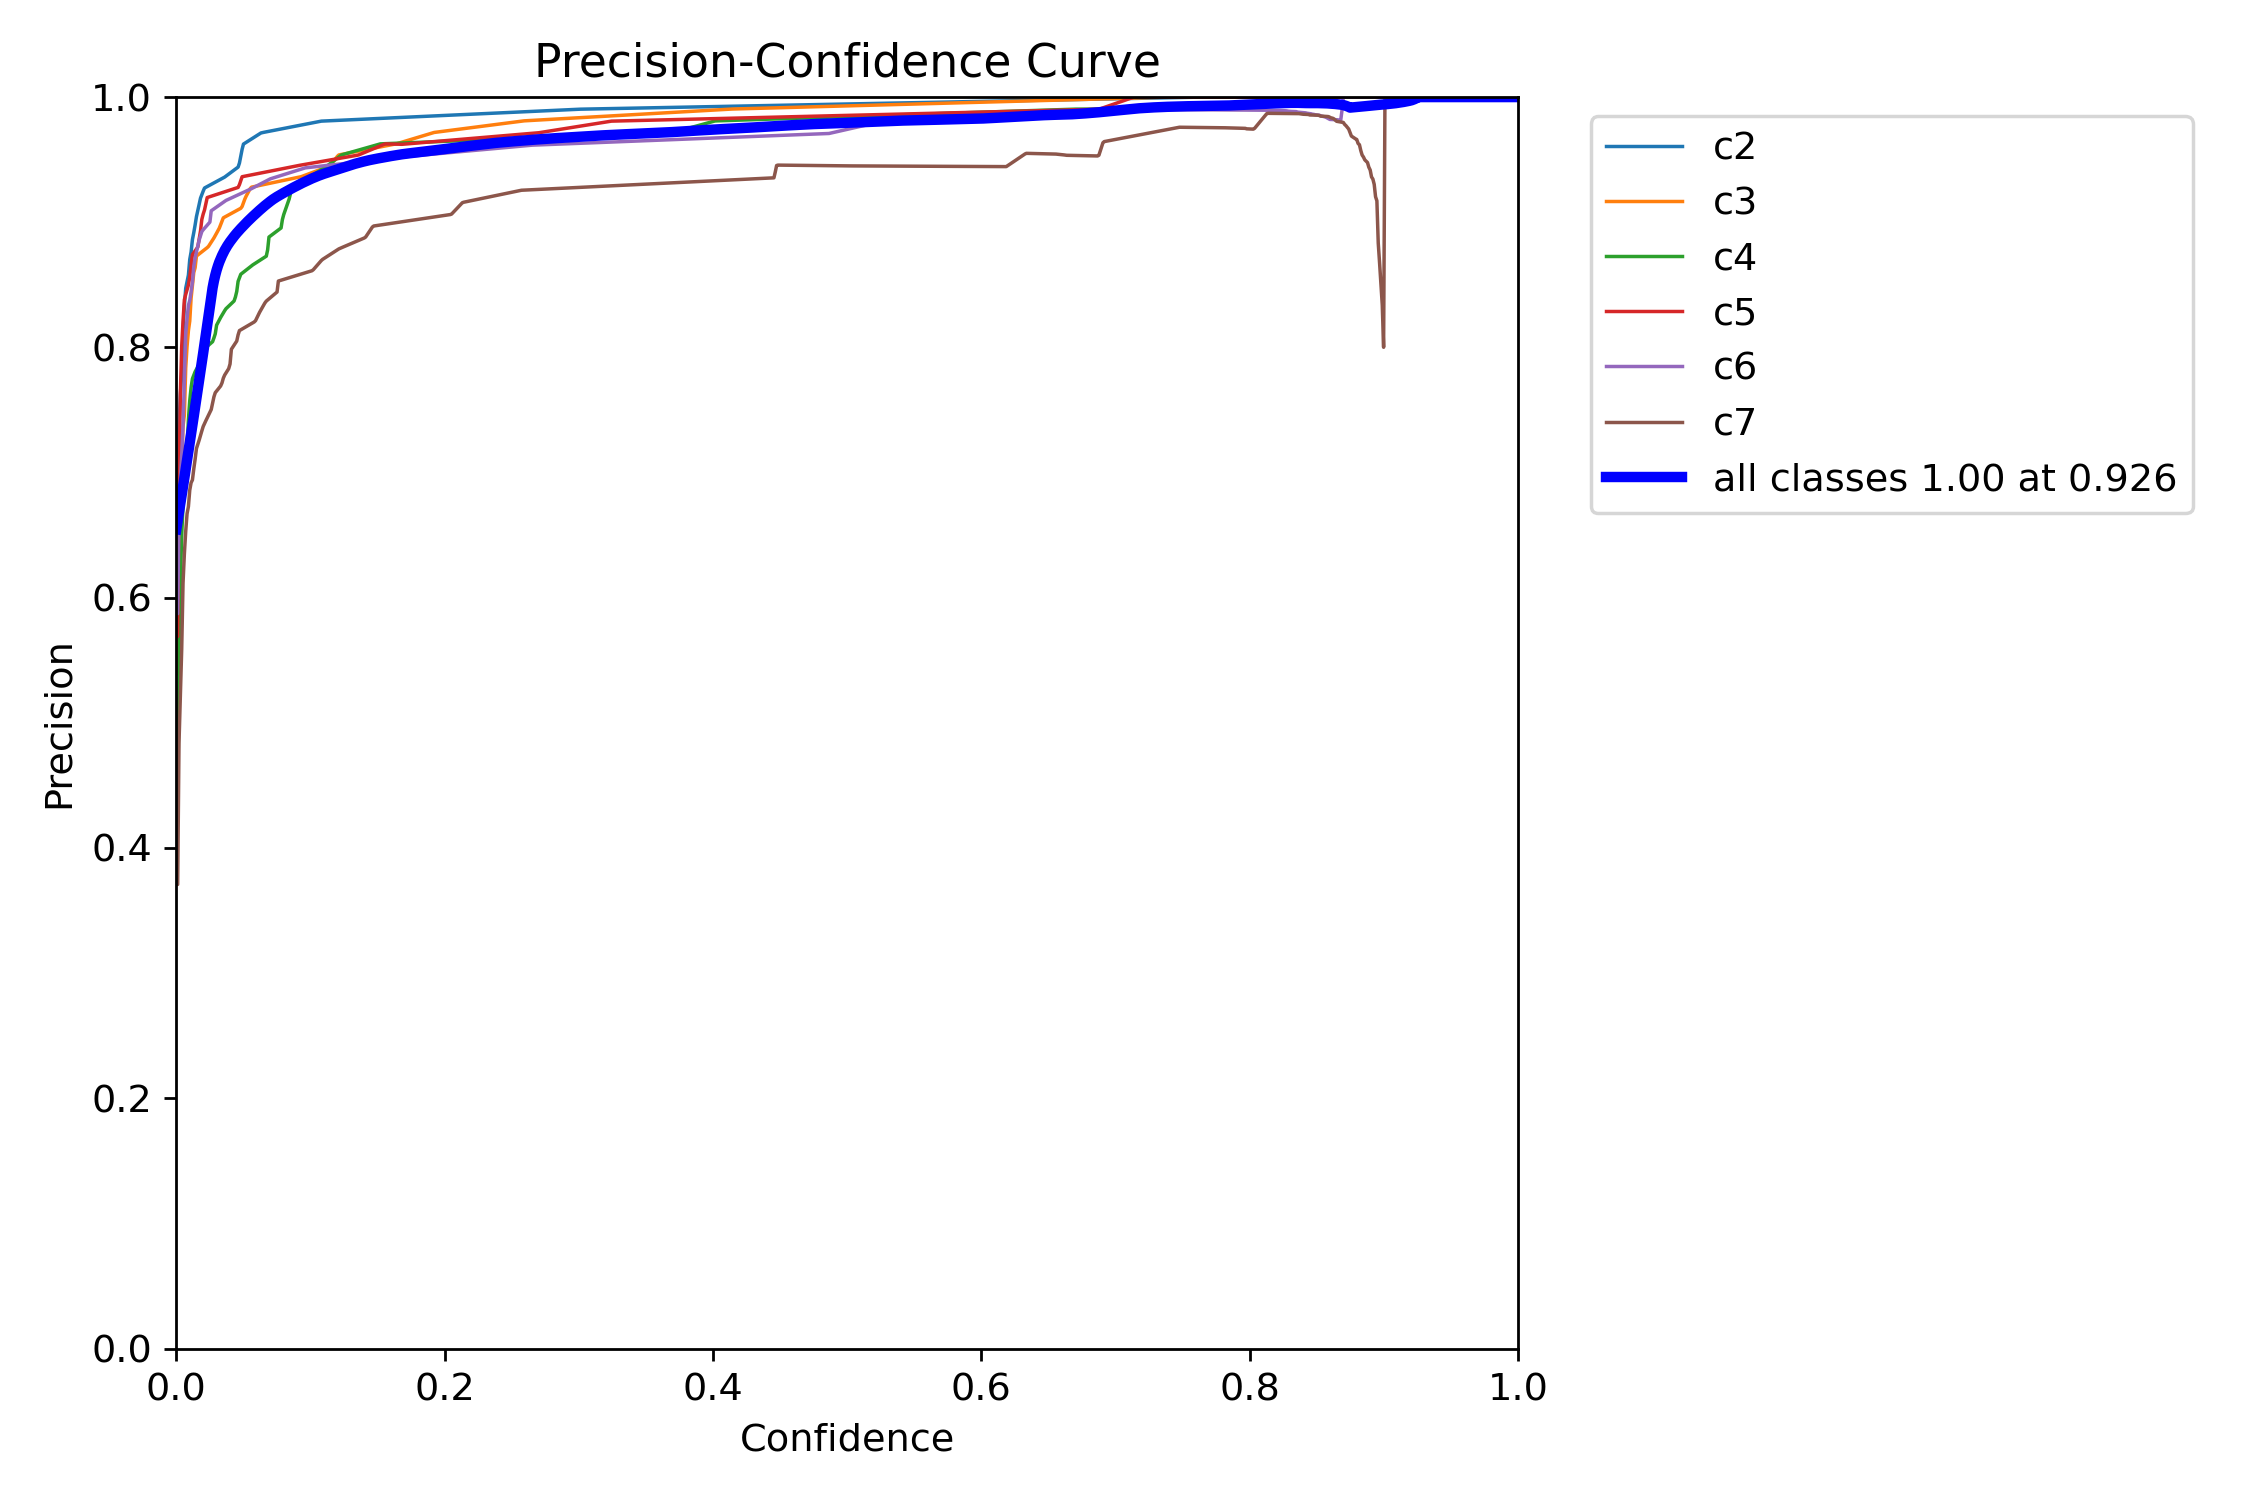 Precision-Confidence Curve
1.0
0.8
0.6
0.4
0.2
0.0
Precision
0.0 0.2 0.4 0.6 0.8 1.0
Confidence
c2
c3
c4
c5
c6
c7
all classes 1.00 at 0.926